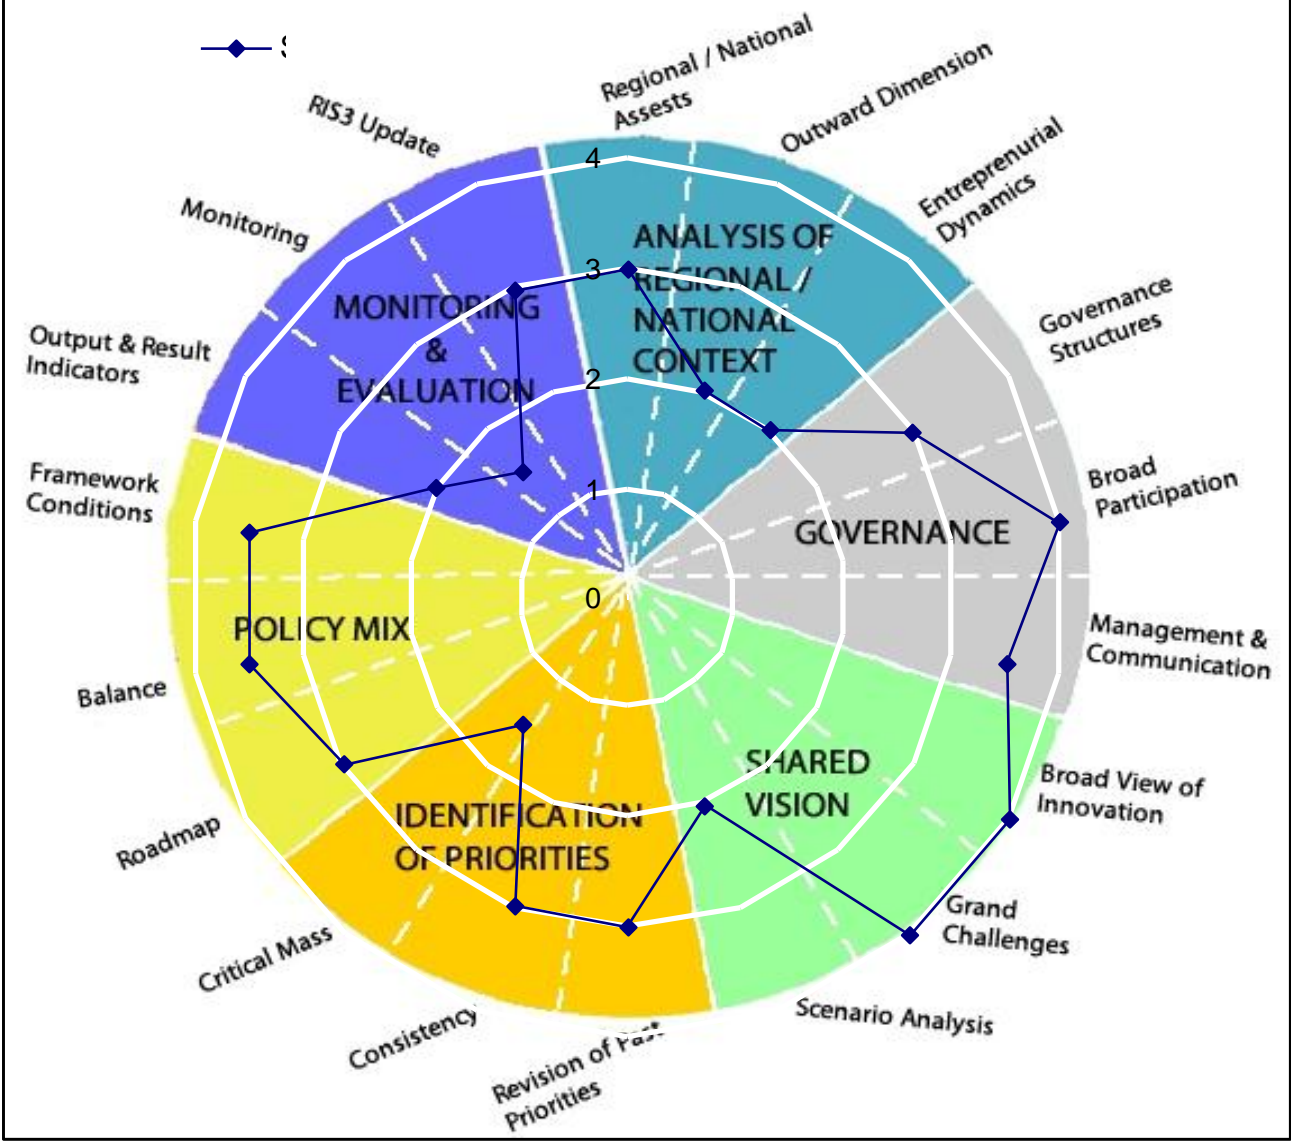 Regional / National
Assests
Outward Dimension
Entreprenurial
Dynamics
RIS3 Update
Monitoring
Output & Result
Indicators
Framework
Conditions
Balance
Roadmap
Critical Mass
Consistency
Revision of Past
Priorities
Scenario Analysis
Grand
Challenges
Broad View of
Innovation
Management &
Communication
Broad
Participation
Governance
Structures
4
3
2
1
0
ANALYSIS OF
REGIONAL /
NATIONAL
CONTEXT
MONITORING
&
EVALUATION
GOVERNANCE
POLICY MIX
SHARED
VISION
IDENTIFICATION
OF PRIORITIES